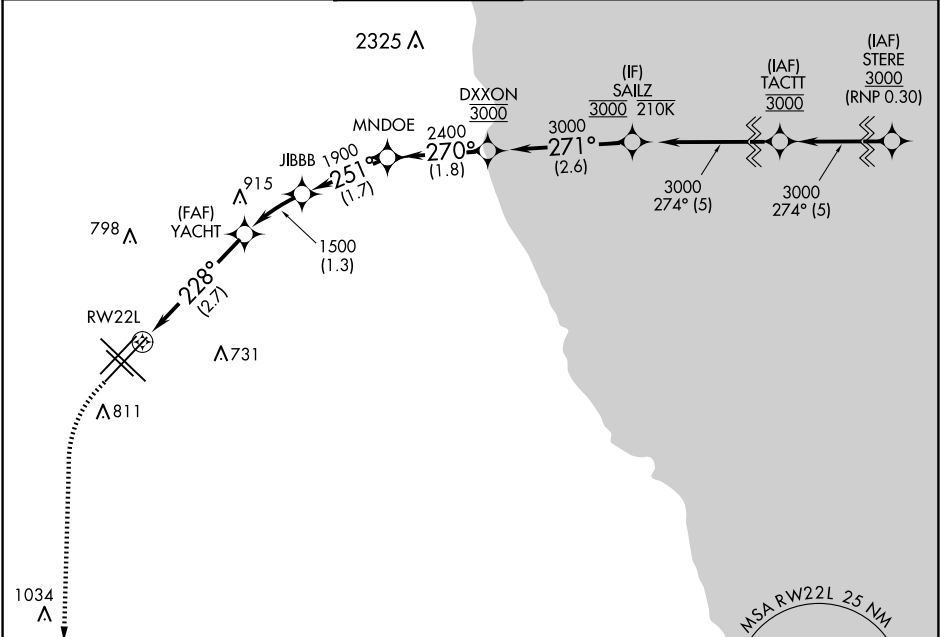 2325
(IAF)
STERE
3000
(RNP 0.30)
(IAF)
TACTT
3000
(IF)
SAILZ
3000 210K
DXXON
3000
MNDOE
JIBBB
3000
271°
(2.6)
2400
270°
(1.8)
1900
251°
(1.7)
3000
274° (5)
3000
274° (5)
915
(FAF)
YACHT
798
1500
(1.3)
228°
(2.7)
RW22L
731
811
1034
MSA RW22L 25 NM